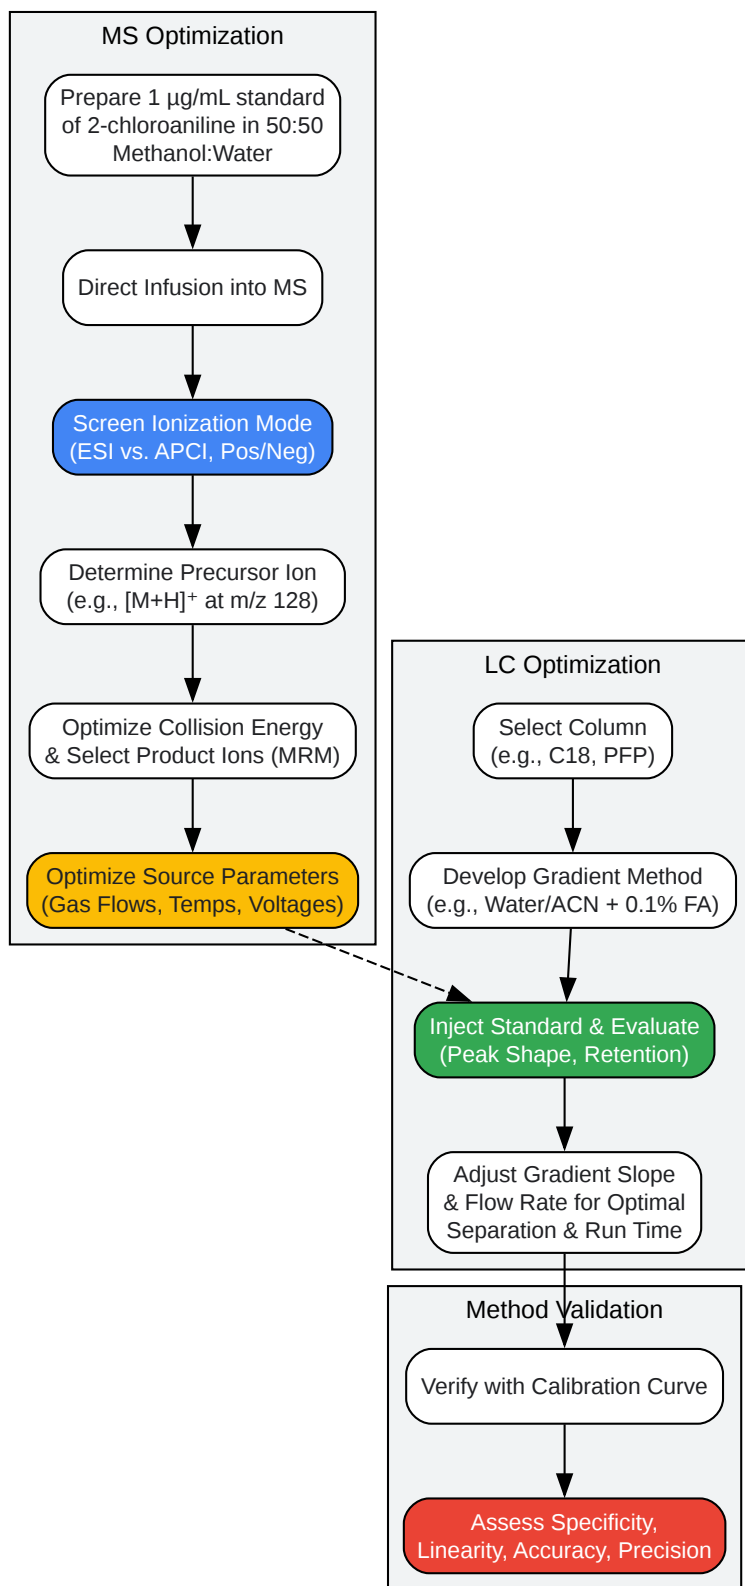 MS Optimization
Prepare 1 µg/mL standard
of 2-chloroaniline in 50:50
Methanol:Water
Direct Infusion into MS
Screen Ionization Mode
(ESI vs. APCI, Pos/Neg)
Determine Precursor Ion
(e.g., [M+H]⁺ at m/z 128)
Optimize Collision Energy
& Select Product Ions (MRM)
Optimize Source Parameters
(Gas Flows, Temps, Voltages)
LC Optimization
Select Column
(e.g., C18, PFP)
Develop Gradient Method
(e.g., Water/ACN + 0.1% FA)
Inject Standard & Evaluate
(Peak Shape, Retention)
Adjust Gradient Slope
& Flow Rate for Optimal
Separation & Run Time
Method Validation
Verify with Calibration Curve
Assess Specificity,
Linearity, Accuracy, Precision